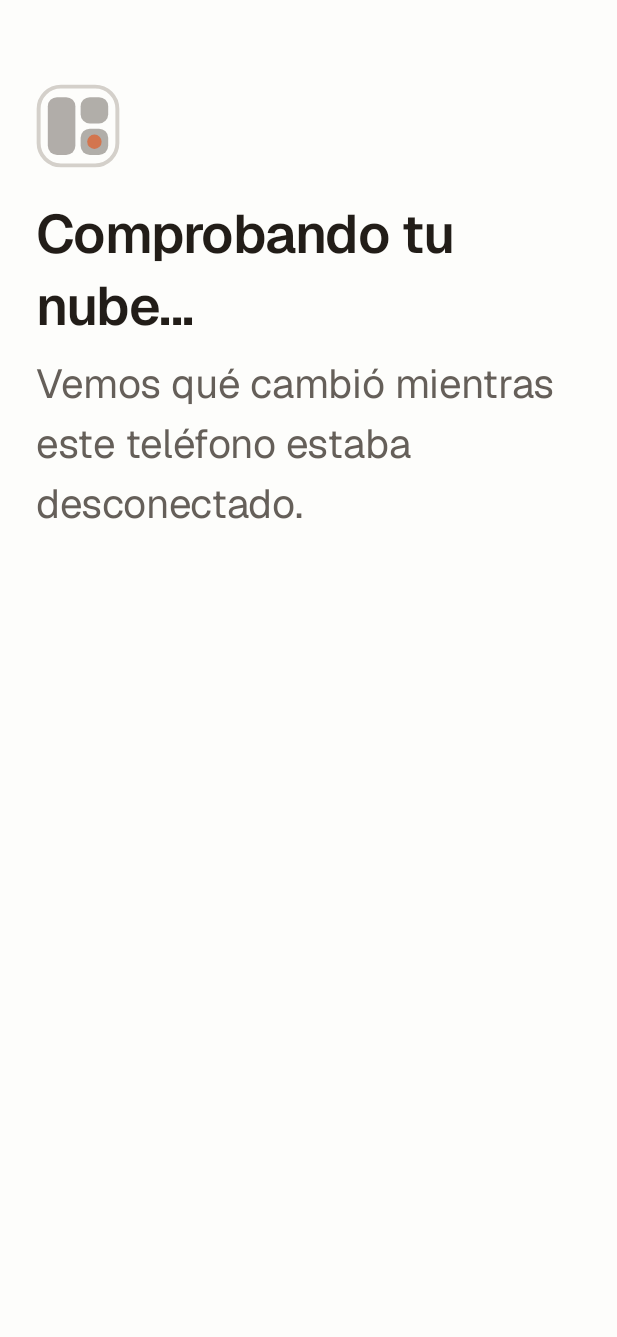 Comprobando tu
nube...
Vemos qué cambió mientras
este teléfono estaba
desconectado.